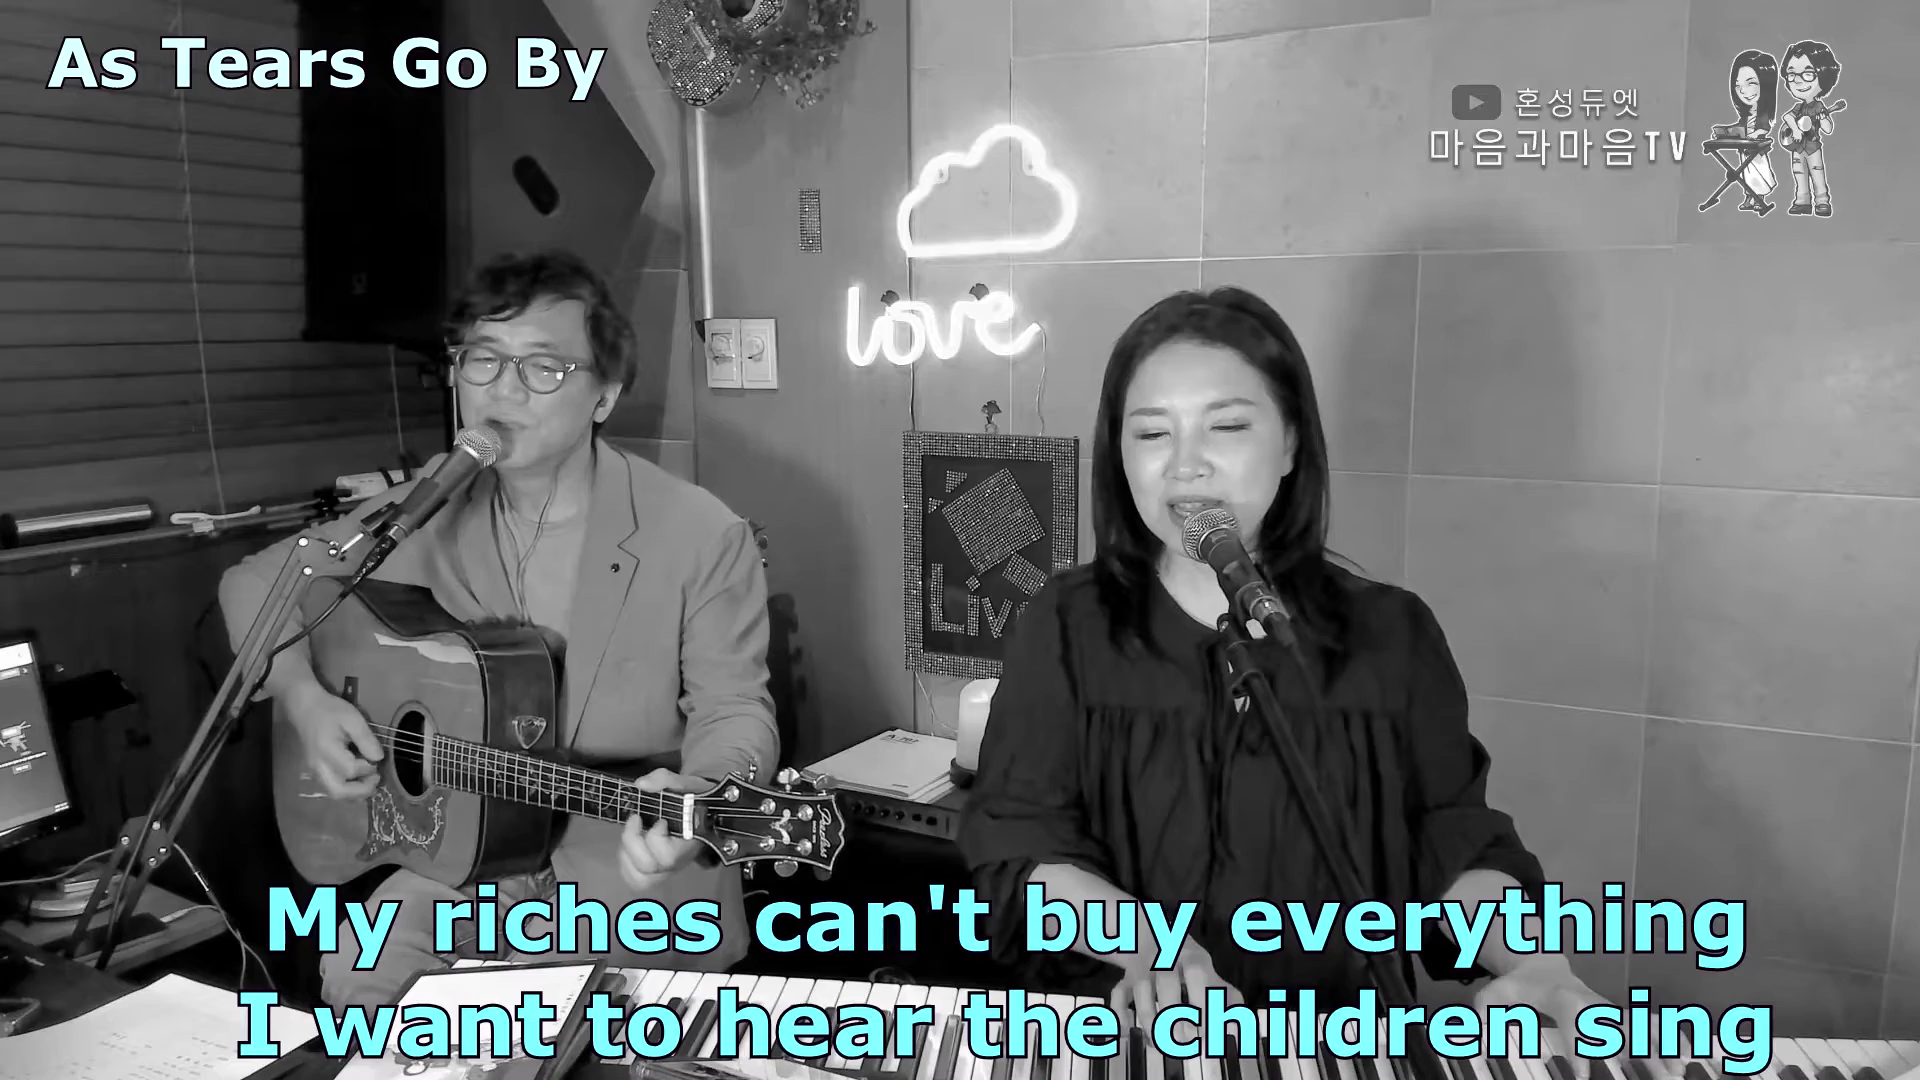 As Tears Go By
혼성듀엣
마음과마음TV
love
LIV
My riches can't buy everything
I want to hear the children sing